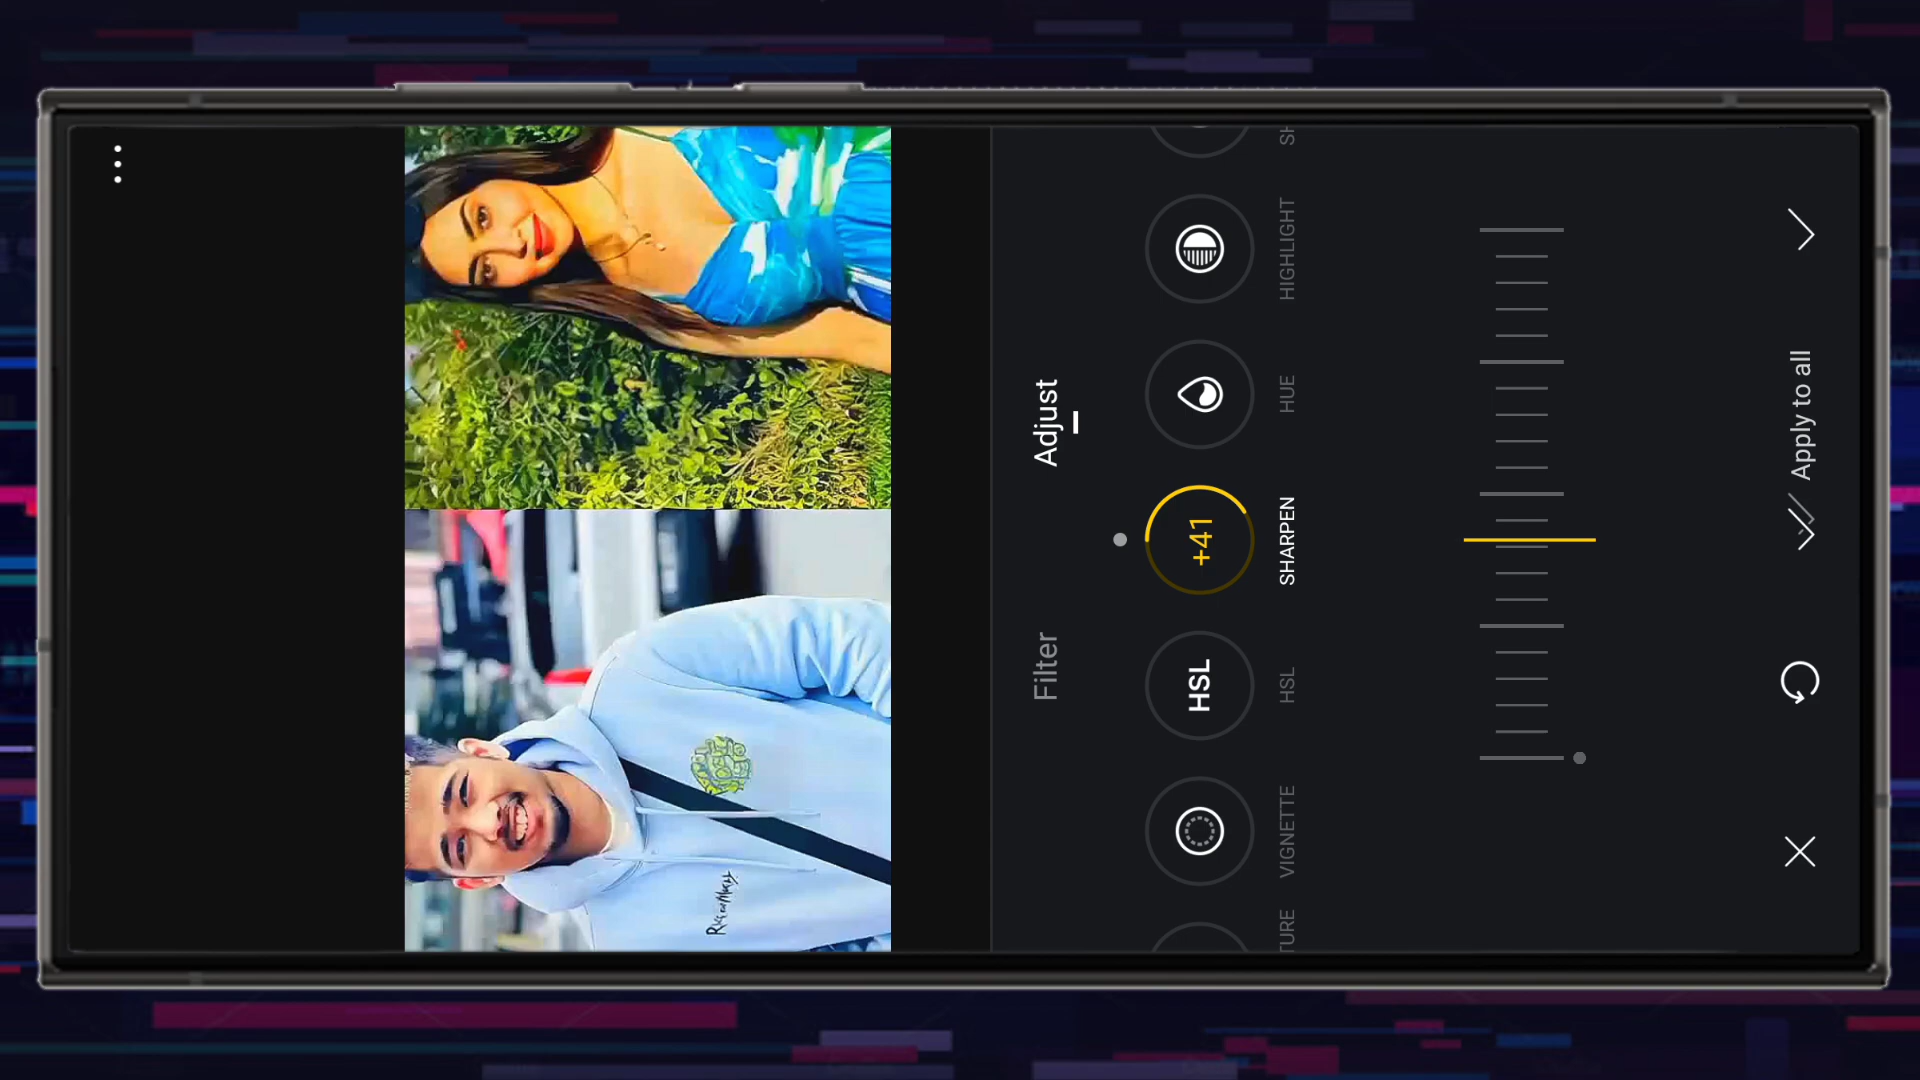 Filter
Adjust
TURE
VIGNETTE
HSL
HSL
+41
SHARPEN
HUE
HIGHLIGHT
SH
Apply to all